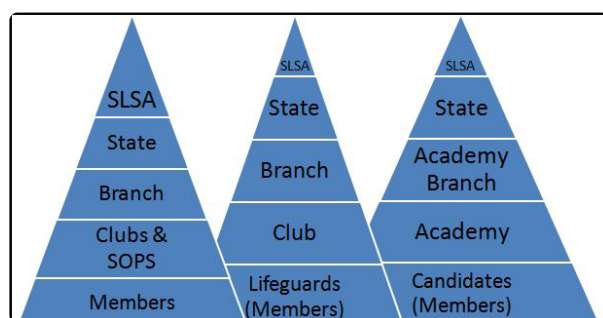 SLSA
State
Branch
Clubs &
SOPS
Members
SLSA
State
Branch
Club
Lifeguards
(Members)
SLSA
State
Academy
Branch
Academy
Candidates
(Members)